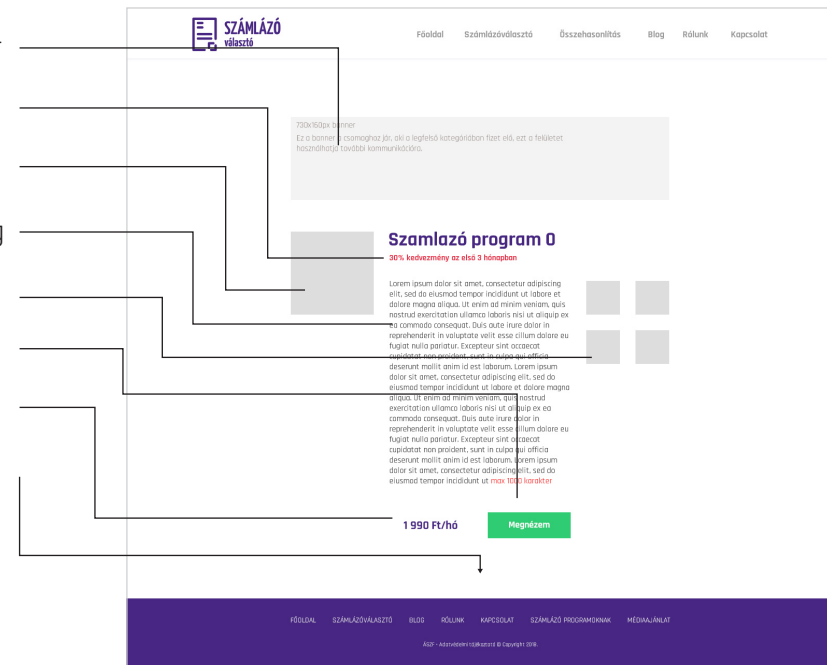 SZÁMLÁZÓ
választó
Főoldal Számlázóválasztó Összehasonlítás Blog Rólunk Kapcsolat
730x160px banner
Ez a banner a csomaghoz jár, aki a legfelső kategóriában fizet elő, ezt a felületet
használhatja további kommunikációra.
Szamlazó program 0
30% kedvezmény az első 3 hónapban
Lorem ipsum dolor sit amet, consectetur adipiscing
elit, sed do eiusmod tempor incididunt ut labore et
dolore magna aliqua. Ut enim ad minim veniam, quis
nostrud exercitation ullamco laboris nisi ut aliquip ex
ea commodo consequat. Duis aute irure dolor in
reprehenderit in voluptate velit esse cillum dolore eu
fugiat nulla pariatur. Excepteur sint occaecat
cupidatat non proident, sunt in culpa qui officia
deserunt mollit anim id est laborum. Lorem ipsum
dolor sit amet, consectetur adipiscing elit, sed do
eiusmod tempor incididunt ut labore et dolore magna
aliqua. Ut enim ad minim veniam, quis nostrud
exercitation ullamco laboris nisi ut aliquip ex ea
commodo consequat. Duis aute irure dolor in
reprehenderit in voluptate velit esse cillum dolore eu
fugiat nulla pariatur. Excepteur sint occaecat
cupidatat non proident, sunt in culpa qui officia
deserunt mollit anim id est laborum. Lorem ipsum
dolor sit amet, consectetur adipiscing elit, sed do
eiusmod tempor incididunt ut max 1000 karakter
1 990 Ft/hó Megnézem
FŐOLDAL SZÁMLÁZÓVÁLASZTÓ BLOG RÓLUNK KAPCSOLAT SZÁMLÁZÓ PROGRAMOKNAK MÉDIAAJÁNLAT
ÁSZF - Adatvédelmi tájékoztató © Copyright 2019.